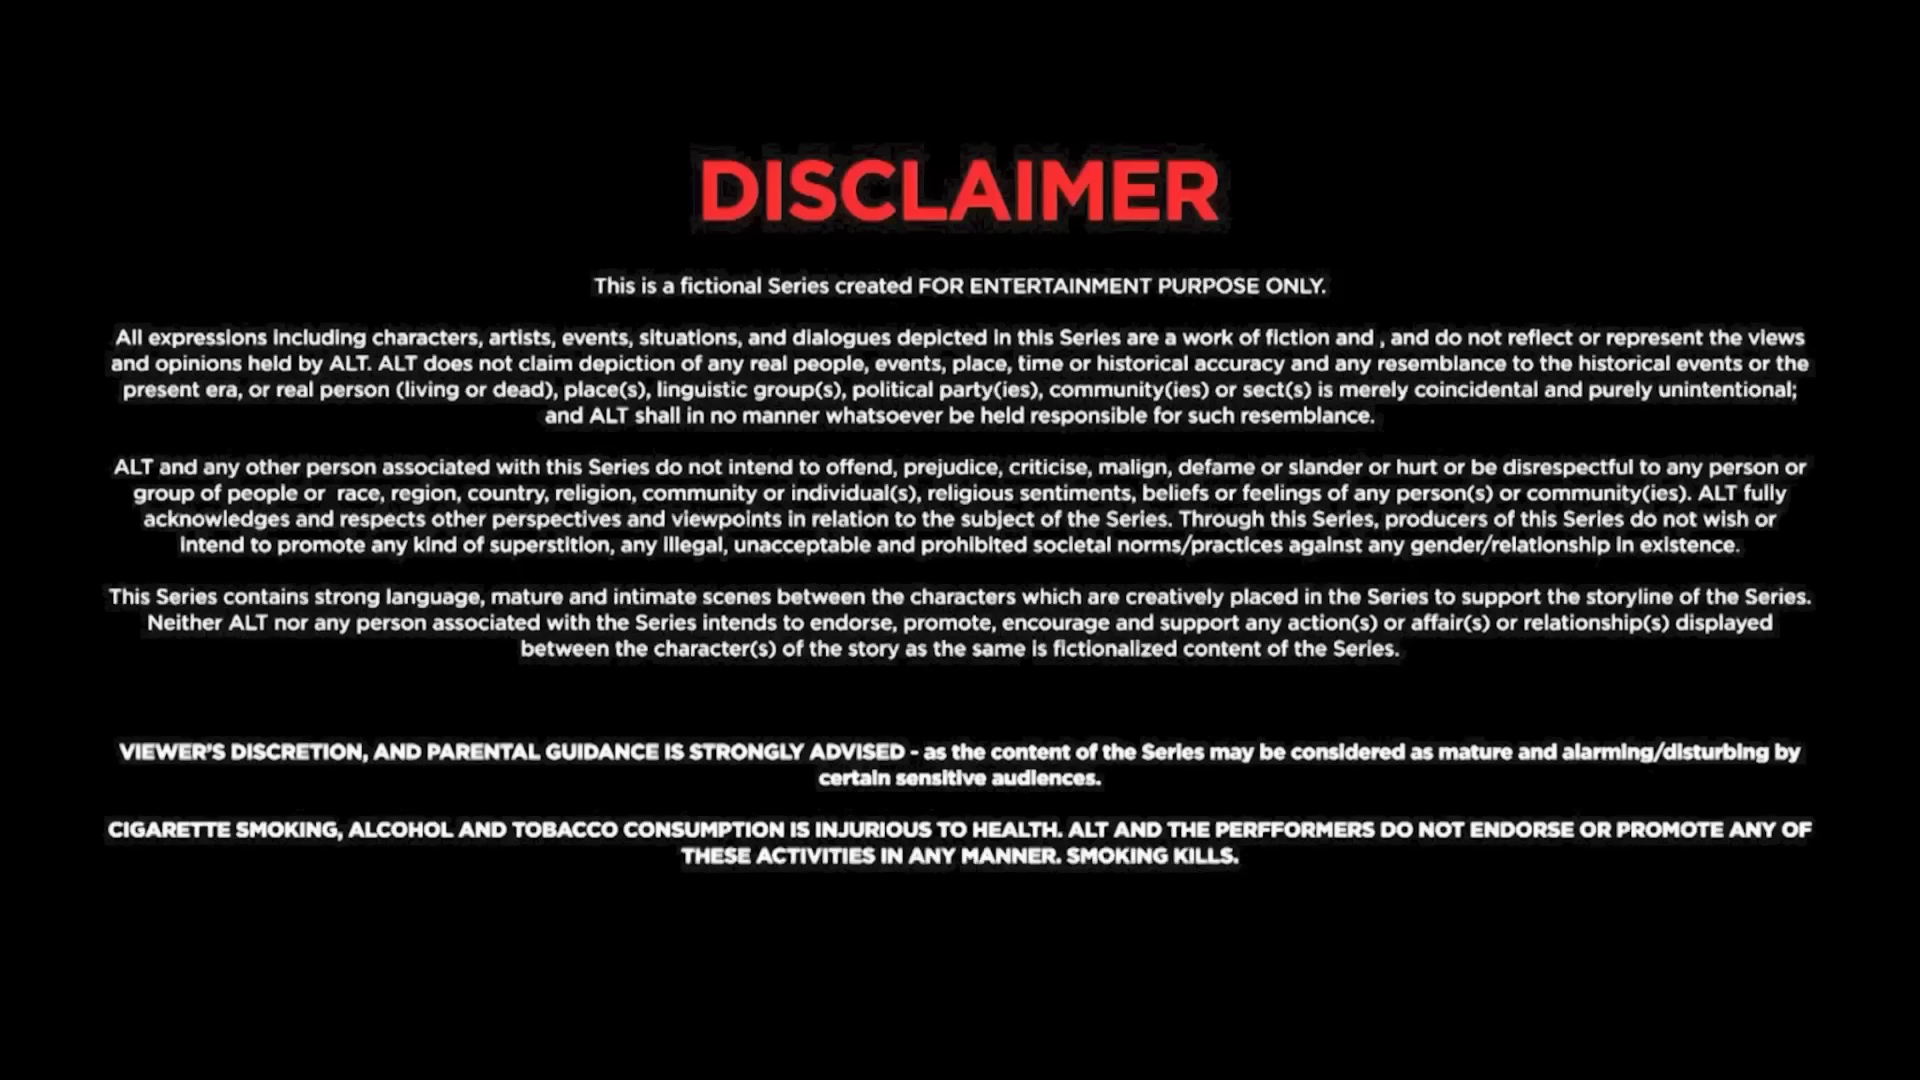 DISCLAIMER
This is a fictional Series created FOR ENTERTAINMENT PURPOSE ONLY.
All expressions including characters, artists, events, situations, and dialogues depicted in this Series are a work of fiction and , and do not reflect or represent the views
and opinions held by ALT. ALT does not claim depiction of any real people, events, place, time or historical accuracy and any resemblance to the historical events or the
present era, or real person (living or dead), place(s), linguistic group(s), political party(ies), community(ies) or sect(s) is merely coincidental and purely unintentional;
and ALT shall in no manner whatsoever be held responsible for such resemblance.
ALT and any other person associated with this Series do not intend to offend, prejudice, criticise, malign, defame or slander or hurt or be disrespectful to any person or
group of people or race, region, country, religion, community or individual(s), religious sentiments, beliefs or feelings of any person(s) or community(ies). ALT fully
acknowledges and respects other perspectives and viewpoints in relation to the subject of the Series. Through this Series, producers of this Series do not wish or
intend to promote any kind of superstition, any illegal, unacceptable and prohibited societal norms/practices against any gender/relationship in existence.
This Series contains strong language, mature and intimate scenes between the characters which are creatively placed in the Series to support the storyline of the Series.
Neither ALT nor any person associated with the Series intends to endorse, promote, encourage and support any action(s) or affair(s) or relationship(s) displayed
between the character(s) of the story as the same is fictionalized content of the Series.
VIEWER'S DISCRETION, AND PARENTAL GUIDANCE IS STRONGLY ADVISED - as the content of the Series may be considered as mature and alarming/disturbing by
certain sensitive audiences.
CIGARETTE SMOKING, ALCOHOL AND TOBACCO CONSUMPTION IS INJURIOUS TO HEALTH. ALT AND THE PERFFORMERS DO NOT ENDORSE OR PROMOTE ANY OF
THESE ACTIVITIES IN ANY MANNER. SMOKING KILLS.